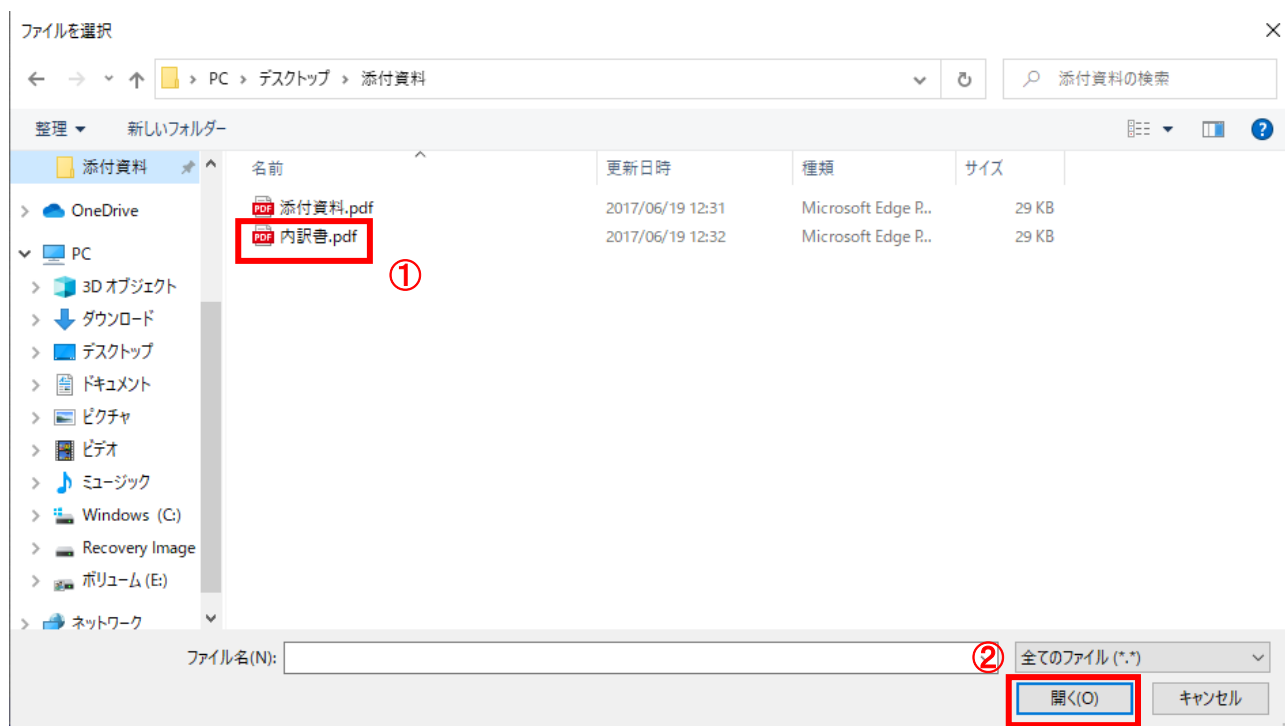 ファイルを選択
PC › デスクトップ › 添付資料
添付資料の検索
整理
新しいフォルダー
添付資料
OneDrive
PC
3D オブジェクト
ダウンロード
デスクトップ
ドキュメント
ピクチャ
ビデオ
ミュージック
Windows (C:)
Recovery Image
ボリューム (E:)
ネットワーク
名前 更新日時 種類 サイズ
PDF 添付資料.pdf 2017/06/19 12:31 Microsoft Edge P... 29 KB
PDF 内訳書.pdf 2017/06/19 12:32 Microsoft Edge P... 29 KB
①
ファイル名(N):
② 全てのファイル (*.*)
開く(O) キャンセル